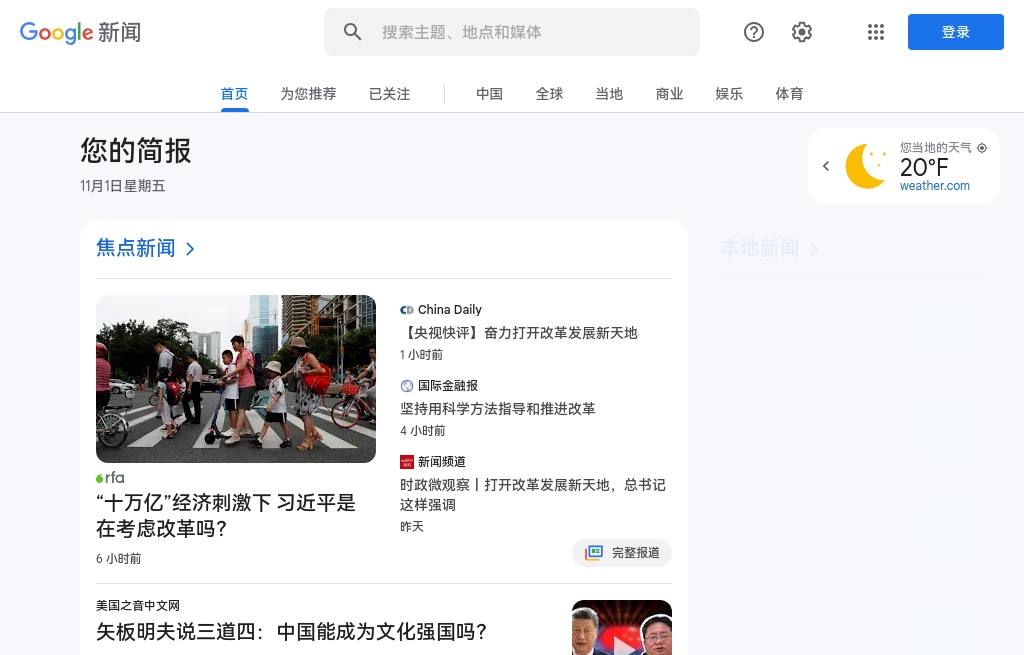 Google 新闻
搜索主题、地点和媒体
登录
首页 为您推荐 已关注 中国 全球 当地 商业 娱乐 体育
您的简报
11月1日星期五
您当地的天气
20°F
weather.com
焦点新闻
本地新闻
rfa
“十万亿”经济刺激下 习近平是
在考虑改革吗？
6 小时前
China Daily
【央视快评】奋力打开改革发展新天地
1 小时前
国际金融报
坚持用科学方法指导和推进改革
4 小时前
新闻频道
时政微观察丨打开改革发展新天地，总书记
这样强调
昨天
完整报道
美国之音中文网
矢板明夫说三道四：中国能成为文化强国吗？